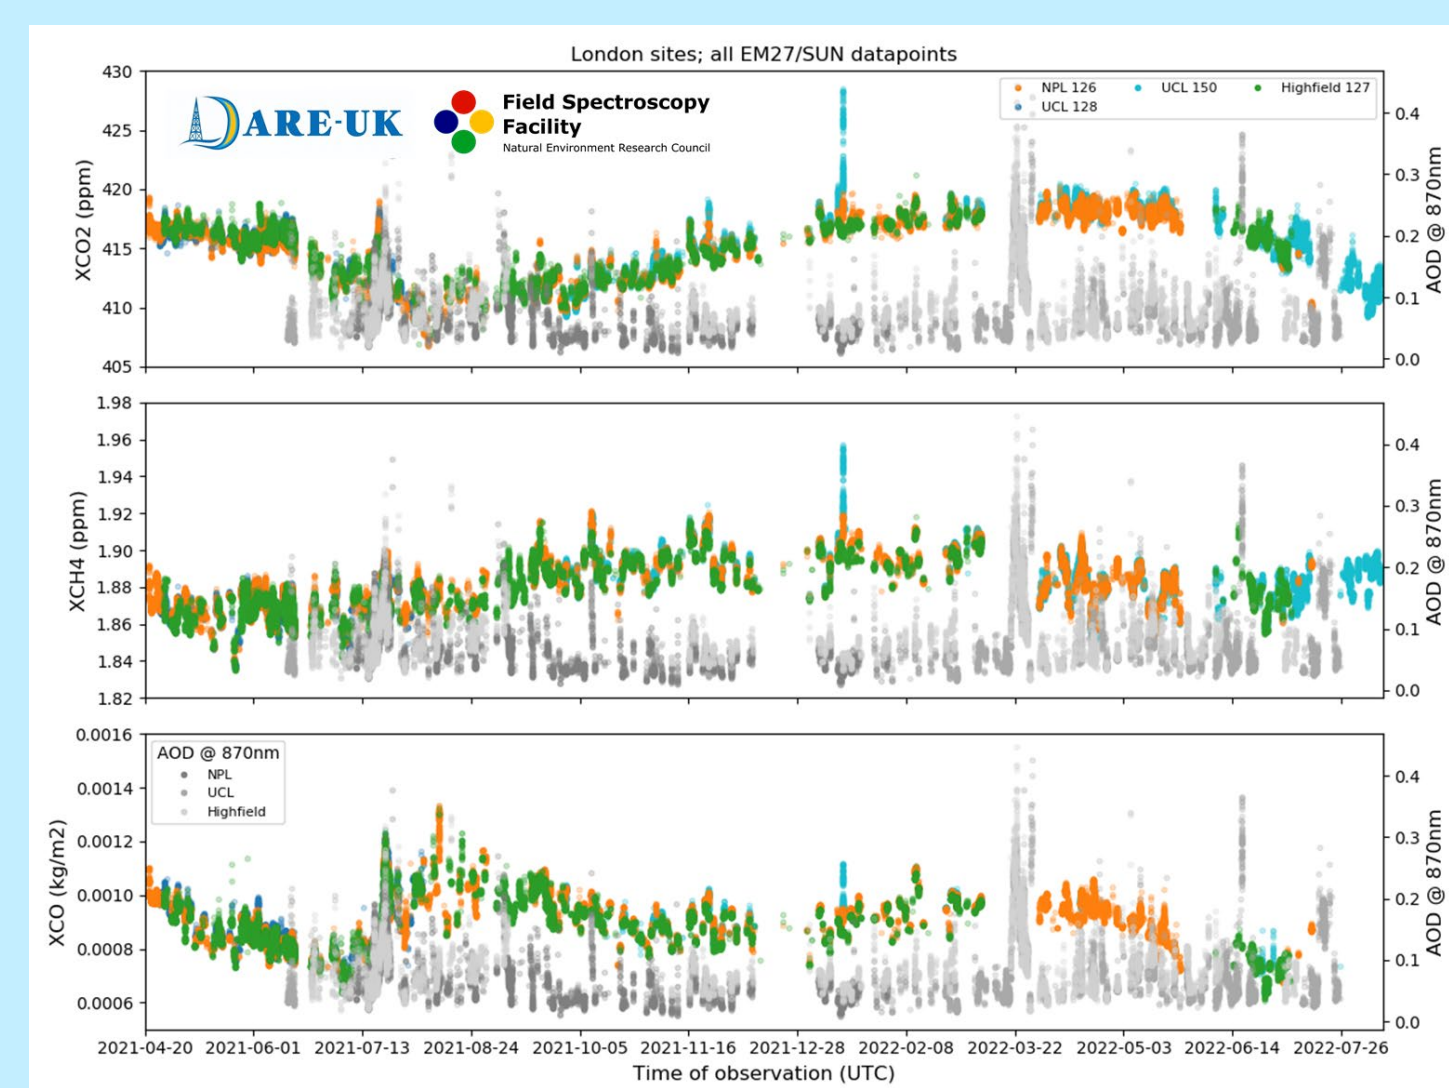 London sites; all EM27/SUN datapoints
430
425
420
415
410
405
XCO2 (ppm)
DARE-UK
Field Spectroscopy
Facility
Natural Environment Research Council
NPL 126
UCL 128
UCL 150
Highfield 127
0.4
0.3
0.2
0.1
0.0
AOD @ 870nm
1.98
1.96
1.94
1.92
1.90
1.88
1.86
1.84
1.82
XCH4 (ppm)
0.4
0.3
0.2
0.1
0.0
AOD @ 870nm
0.0016
0.0014
0.0012
0.0010
0.0008
0.0006
XCO (kg/m2)
AOD @ 870nm
NPL
UCL
Highfield
0.4
0.3
0.2
0.1
0.0
AOD @ 870nm
2021-04-20 2021-06-01 2021-07-13 2021-08-24 2021-10-05 2021-11-16 2021-12-28 2022-02-08 2022-03-22 2022-05-03 2022-06-14 2022-07-26
Time of observation (UTC)